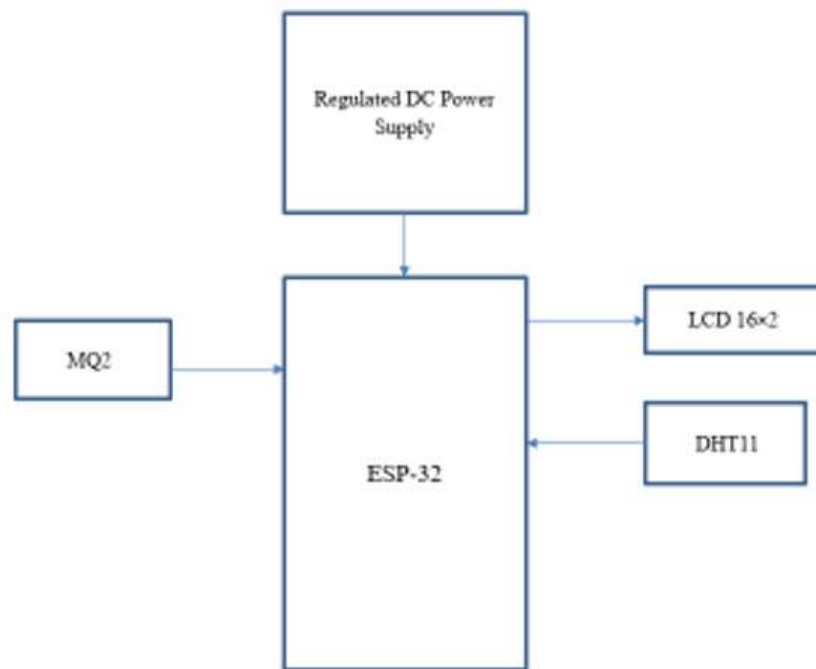 Regulated DC Power
Supply
LCD 16×2
MQ2
DHT11
ESP-32